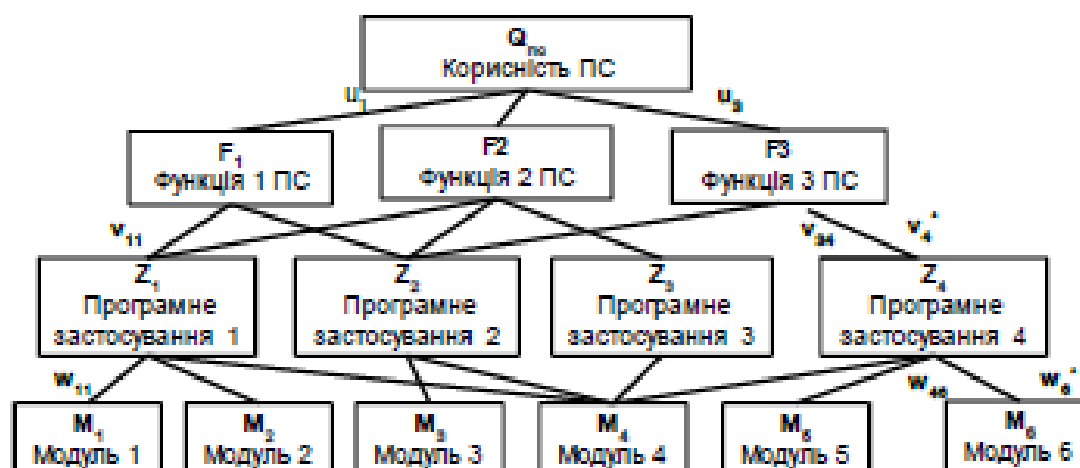 Qпс
Корисність ПС
u1 u3
F1 F2 F3
Функція 1 ПС Функція 2 ПС Функція 3 ПС
v11 v34 v4*
Z1 Z2 Z3 Z4
Програмне Програмне Програмне Програмне
застосування 1 застосування 2 застосування 3 застосування 4
w11 w46 w6*
M1 M2 M3 M4 M5 M6
Модуль 1 Модуль 2 Модуль 3 Модуль 4 Модуль 5 Модуль 6